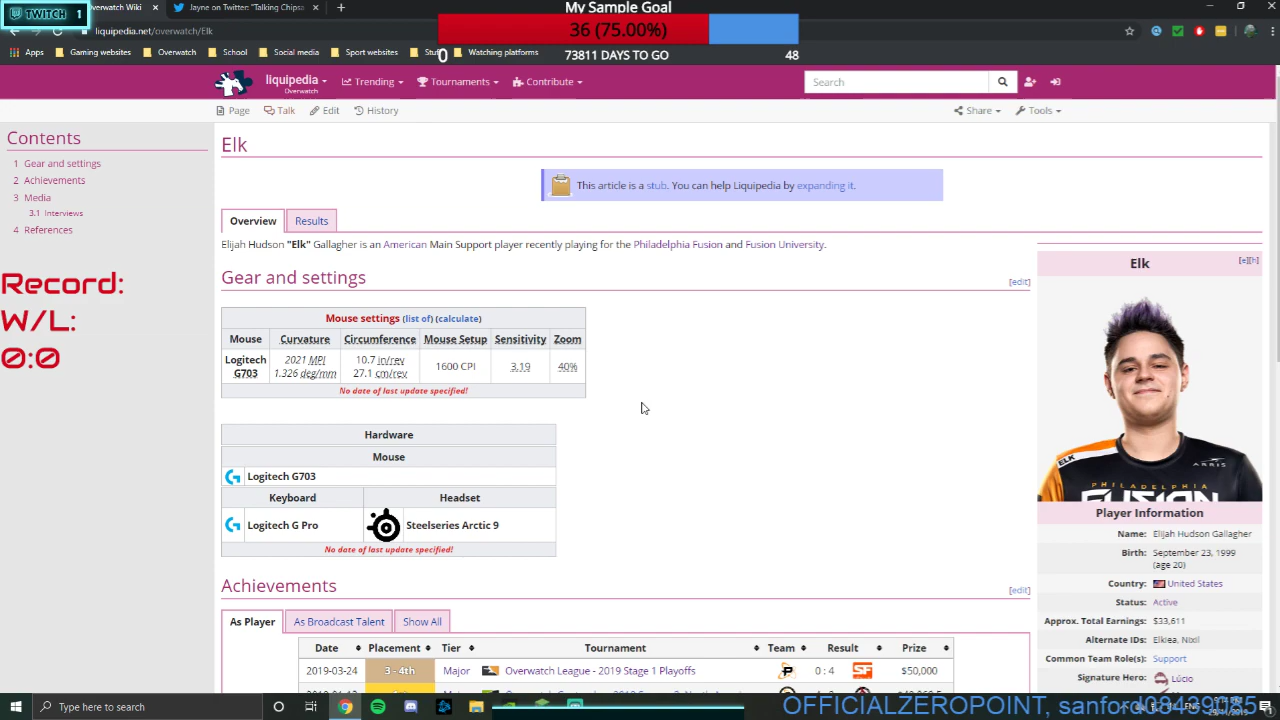 TWITCH 1
erwatch Wiki
Jayne on Twitter: "Talking Chipsa
My Sample Goal
36 (75.00%)
0
73811 DAYS TO GO
48
liquipedia.net/overwatch/Elk
Apps
Gaming websites
Overwatch
School
Social media
Sport websites
Stuf
Watching platforms
liquipedia
Overwatch
Trending
Tournaments
Contribute
Search
Page
Talk
Edit
History
Share
Tools
Contents
1 Gear and settings
2 Achievements
3 Media
3.1 Interviews
4 References
Record:
W/L:
0:0
Elk
This article is a stub. You can help Liquipedia by expanding it.
Overview
Results
Elijah Hudson "Elk" Gallagher is an American Main Support player recently playing for the Philadelphia Fusion and Fusion University.
Gear and settings
[edit]
Mouse settings (list of) (calculate)
Mouse Curvature Circumference Mouse Setup Sensitivity Zoom
Logitech G703
2021 MPI
1.326 deg/mm
10.7 in/rev
27.1 cm/rev
1600 CPI
3.19
40%
No date of last update specified!
Hardware
Mouse
Logitech G703
Keyboard
Headset
Logitech G Pro
Steelseries Arctic 9
No date of last update specified!
Achievements
[edit]
As Player
As Broadcast Talent
Show All
Date Placement Tier Tournament Team Result Prize
2019-03-24 3 - 4th Major Overwatch League - 2019 Stage 1 Playoffs 0 : 4 $50,000
Elk
[e][h]
ELK
ARRIS
PHILADELPHIA
FUSION
Player Information
Name: Elijah Hudson Gallagher
Birth: September 23, 1999
(age 20)
Country: United States
Status: Active
Approx. Total Earnings: $33,611
Alternate IDs: Elkiea, Nixil
Common Team Role(s): Support
Signature Hero: Lúcio
Type here to search